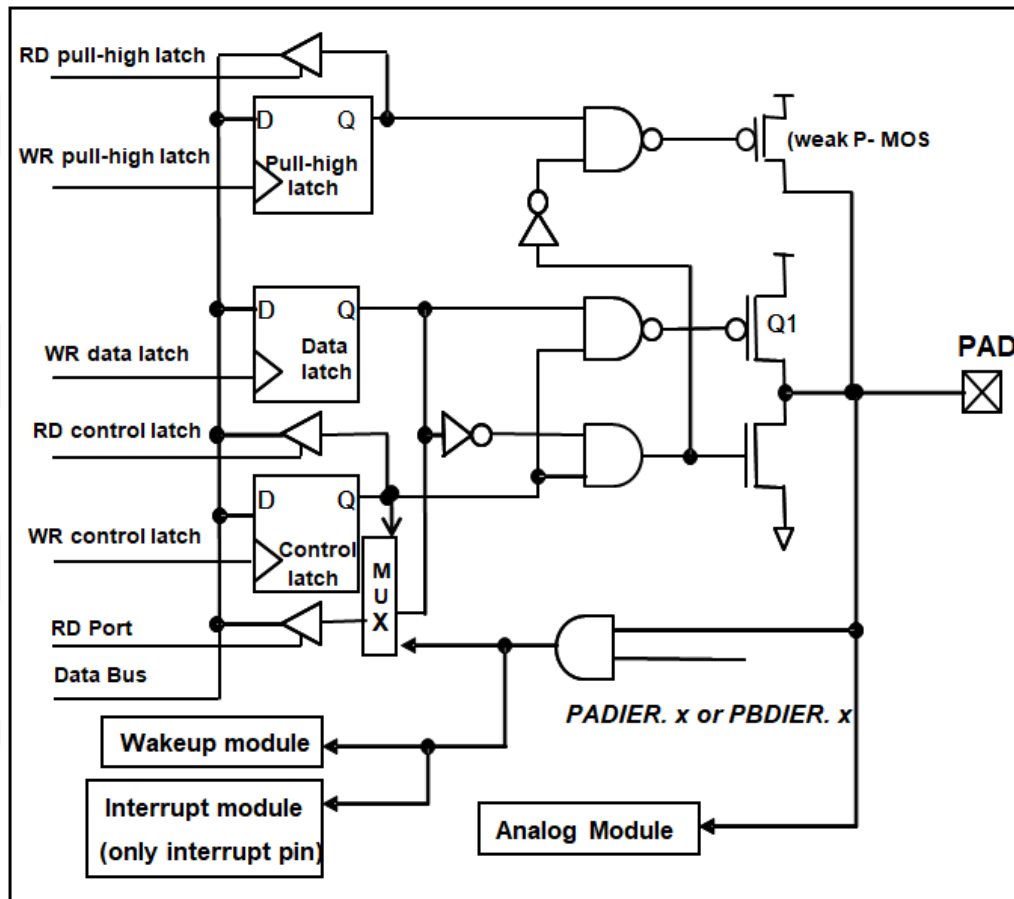 RD pull-high latch
D
Q
WR pull-high latch
Pull-high
latch
(weak P- MOS
D
Q
WR data latch
Data
latch
Q1
PAD
RD control latch
D
Q
WR control latch
Control
latch
M
U
X
RD Port
Data Bus
PADIER. x or PBDIER. x
Wakeup module
Interrupt module
(only interrupt pin)
Analog Module